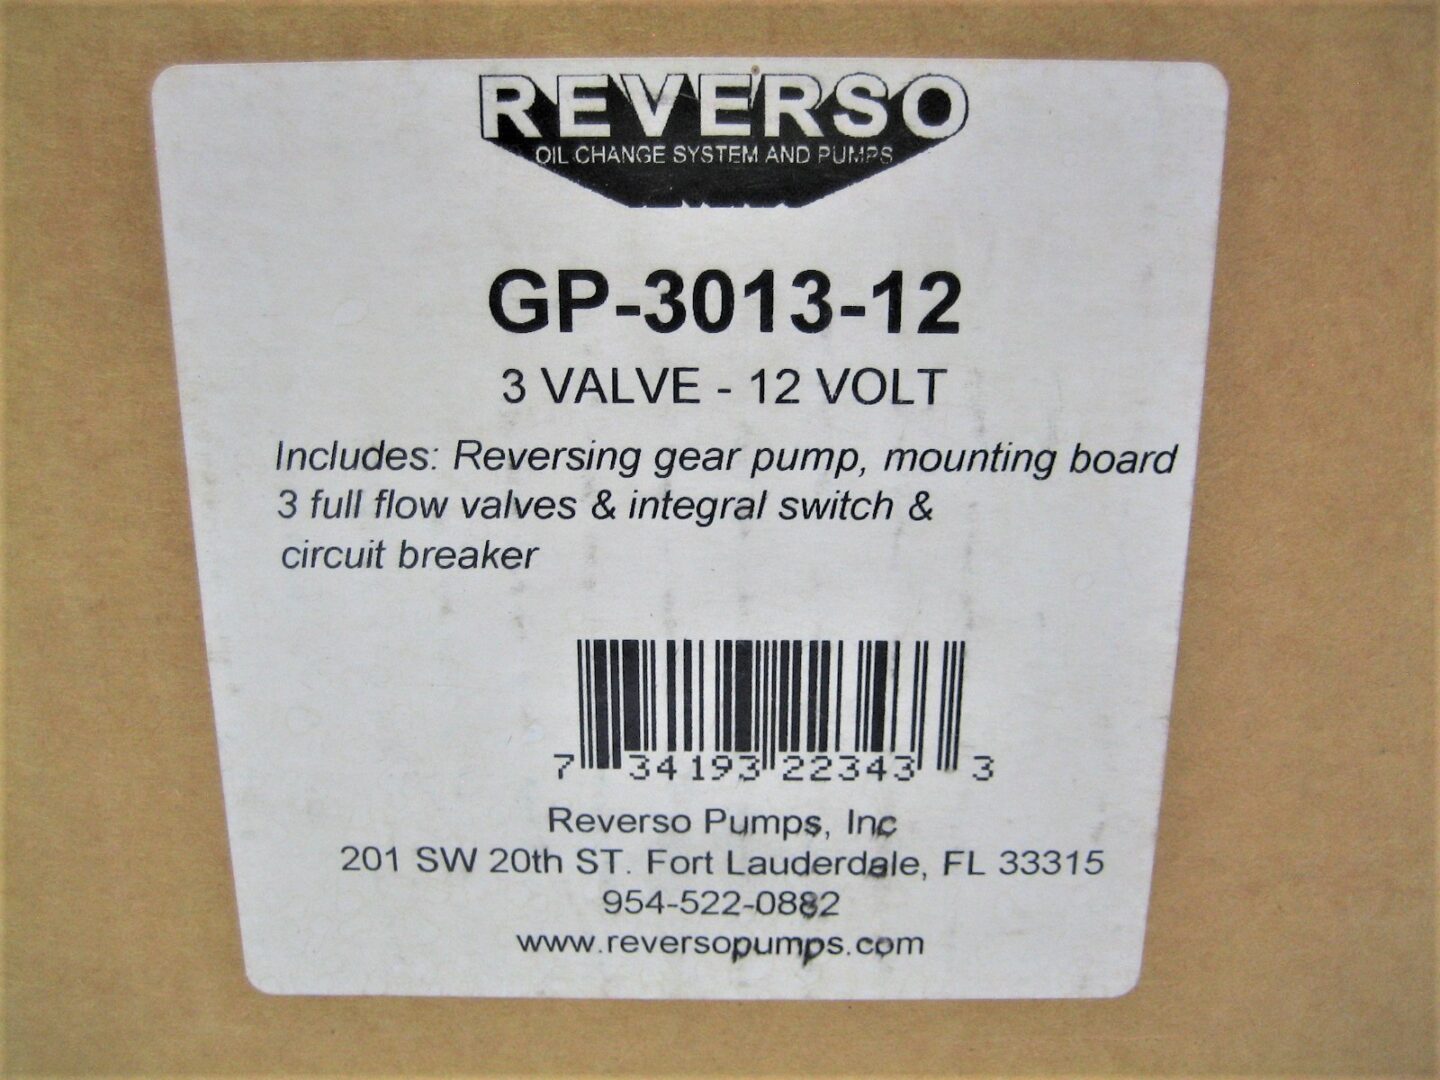 REVERSO
OIL CHANGE SYSTEM AND PUMPS
GP-3013-12
3 VALVE - 12 VOLT
Includes: Reversing gear pump, mounting board
3 full flow valves & integral switch &
circuit breaker
7 34193 22343 3
Reverso Pumps, Inc
201 SW 20th ST. Fort Lauderdale, FL 33315
954-522-0882
www.reversopumps.com